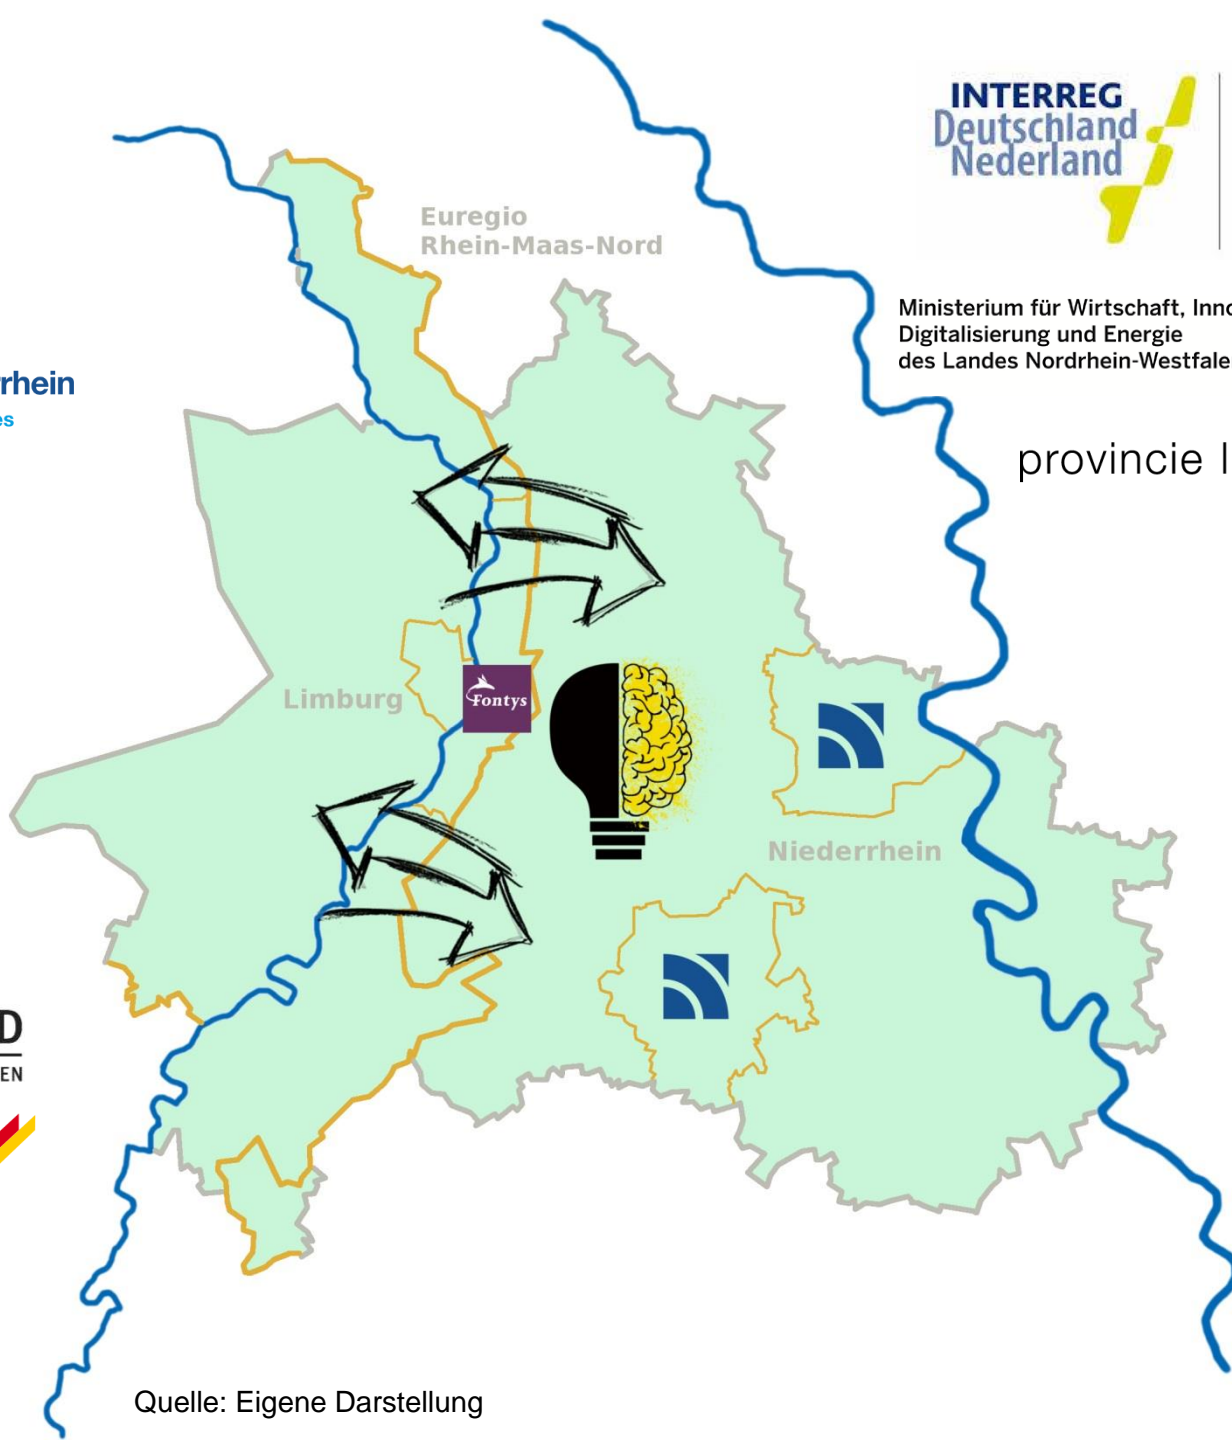 INTERREG
Deutschland
Nederland
Euregio
Rhein-Maas-Nord
Ministerium für Wirtschaft, Inno
Digitalisierung und Energie
des Landes Nordrhein-Westfale
rrhein
es
provincie l
Limburg
Fontys
Niederrhein
D
EN
Quelle: Eigene Darstellung